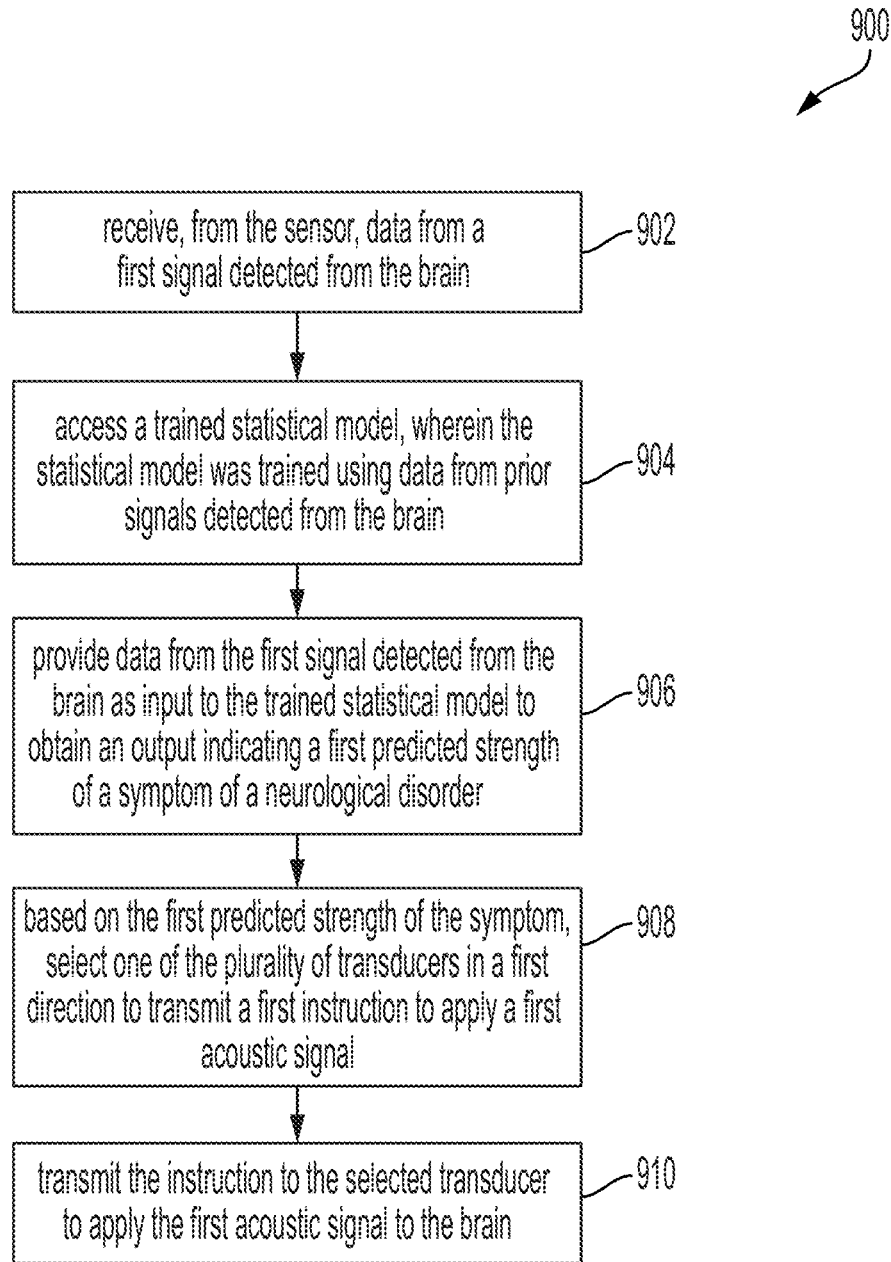 900
receive, from the sensor, data from a
first signal detected from the brain
902
access a trained statistical model, wherein the
statistical model was trained using data from prior
signals detected from the brain
904
provide data from the first signal detected from the
brain as input to the trained statistical model to
obtain an output indicating a first predicted strength
of a symptom of a neurological disorder
906
based on the first predicted strength of the symptom,
select one of the plurality of transducers in a first
direction to transmit a first instruction to apply a first
acoustic signal
908
transmit the instruction to the selected transducer
to apply the first acoustic signal to the brain
910